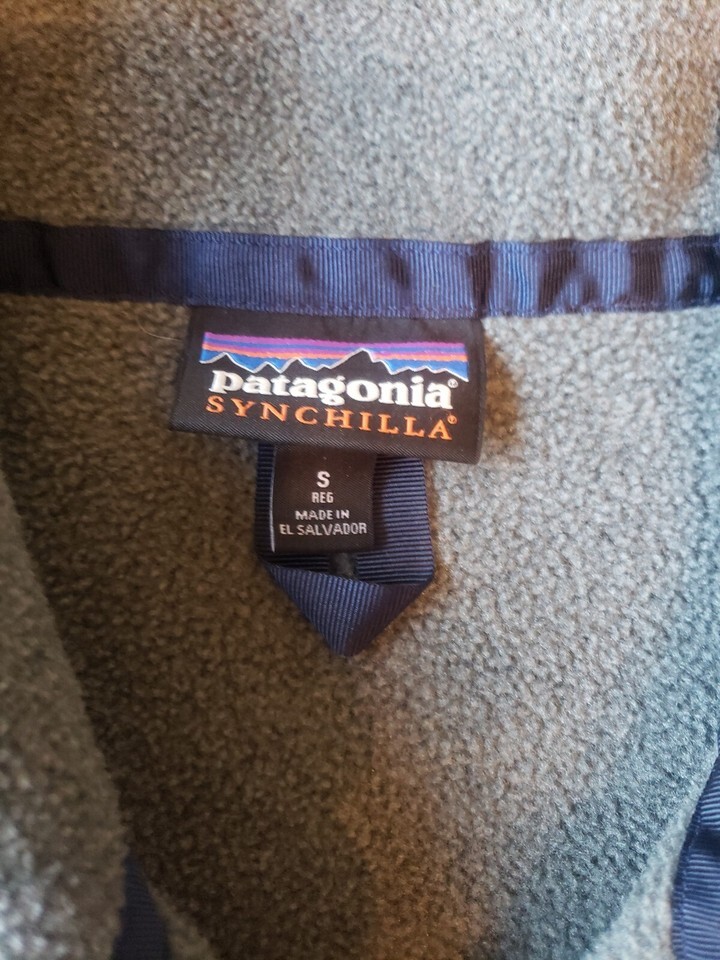 patagonia®
SYNCHILLA®
S
REG
MADE IN
EL SALVADOR